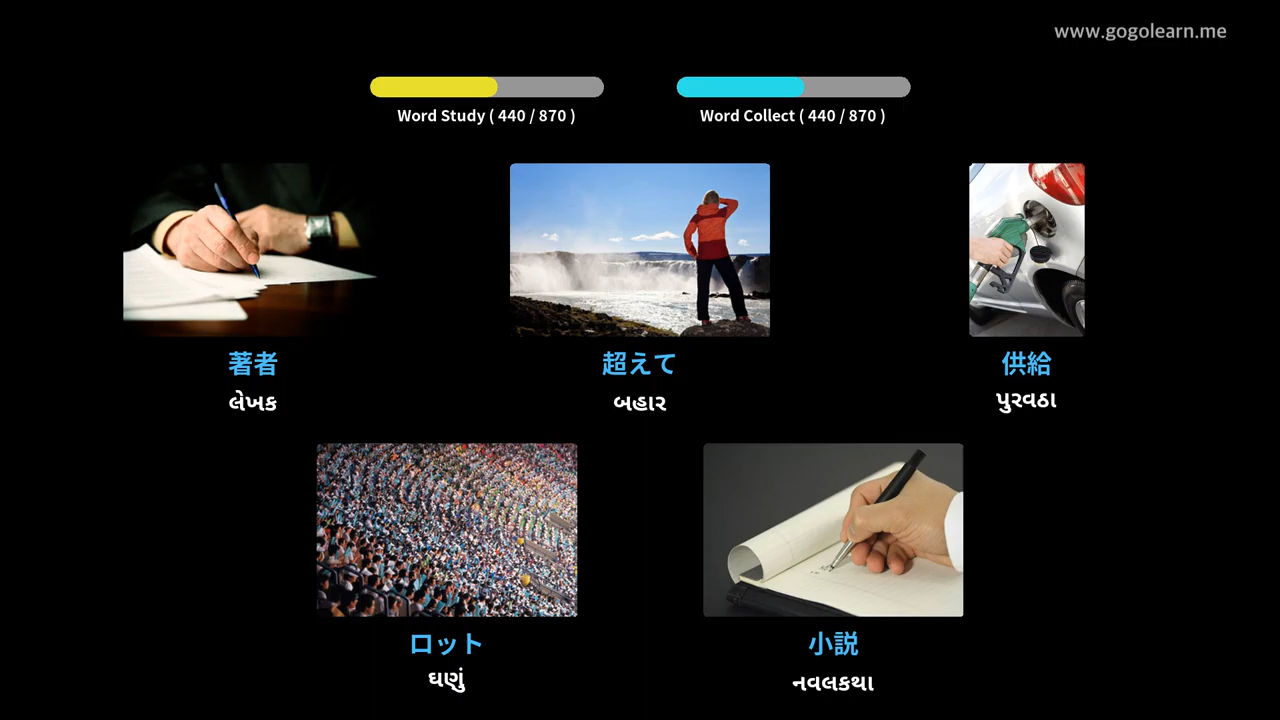 www.gogolearn.me
Word Study ( 440 / 870 )
Word Collect ( 440 / 870 )
著者
超えて
供給
લેખક
બહાર
પુરવઠા
ロット
小説
ઘણું
નવલકથા